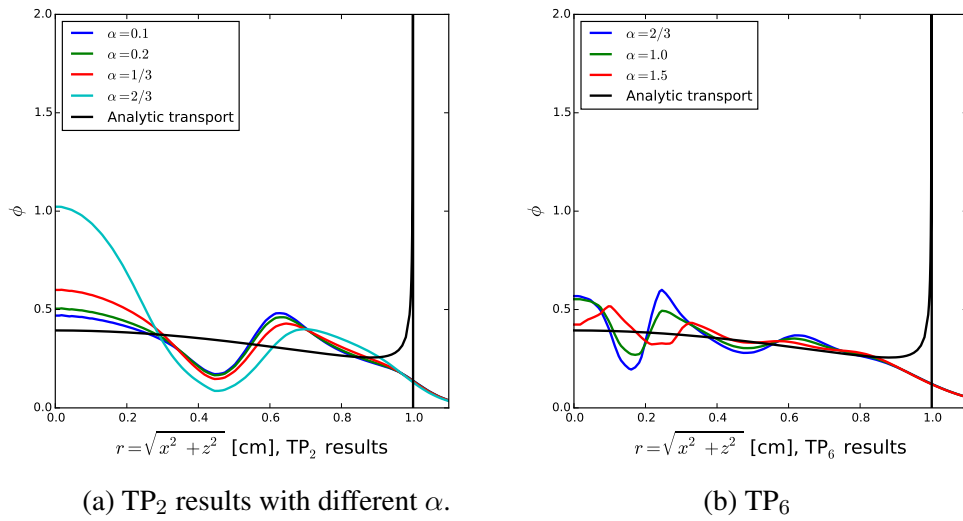 2.0
1.5
1.0
0.5
0.0
ϕ
α=0.1
α=0.2
α=1/3
α=2/3
Analytic transport
0.0 0.2 0.4 0.6 0.8 1.0
r=√x² +z² [cm], TP₂ results
(a) TP₂ results with different α.
2.0
1.5
1.0
0.5
0.0
ϕ
α=2/3
α=1.0
α=1.5
Analytic transport
0.0 0.2 0.4 0.6 0.8 1.0
r=√x² +z² [cm], TP₆ results
(b) TP₆